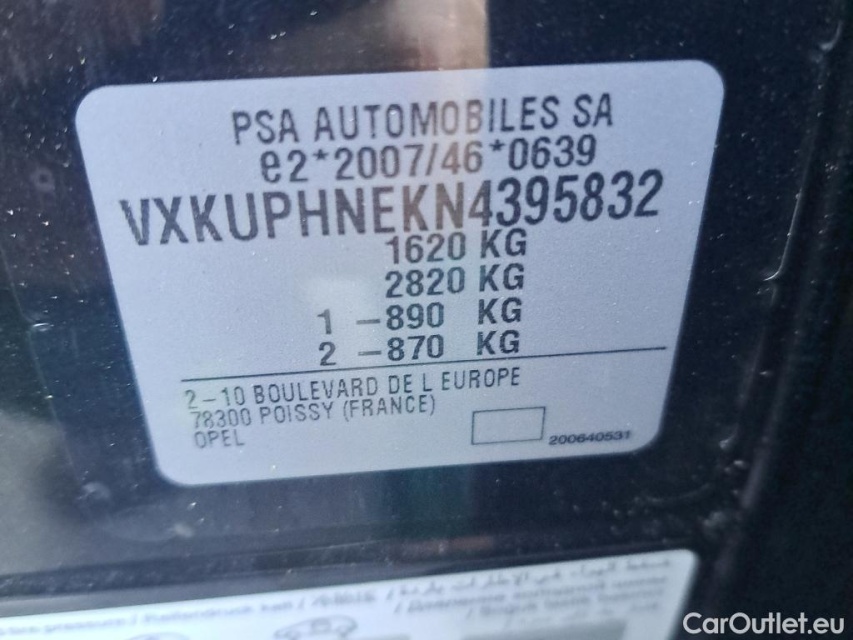 PSA AUTOMOBILES SA
e2*2007/46*0639
VXKUPHNEKN4395832
1620 KG
2820 KG
1 -890 KG
2 -870 KG
2-10 BOULEVARD DE L EUROPE
78300 POISSY (FRANCE)
OPEL
200640531
CarOutlet.eu